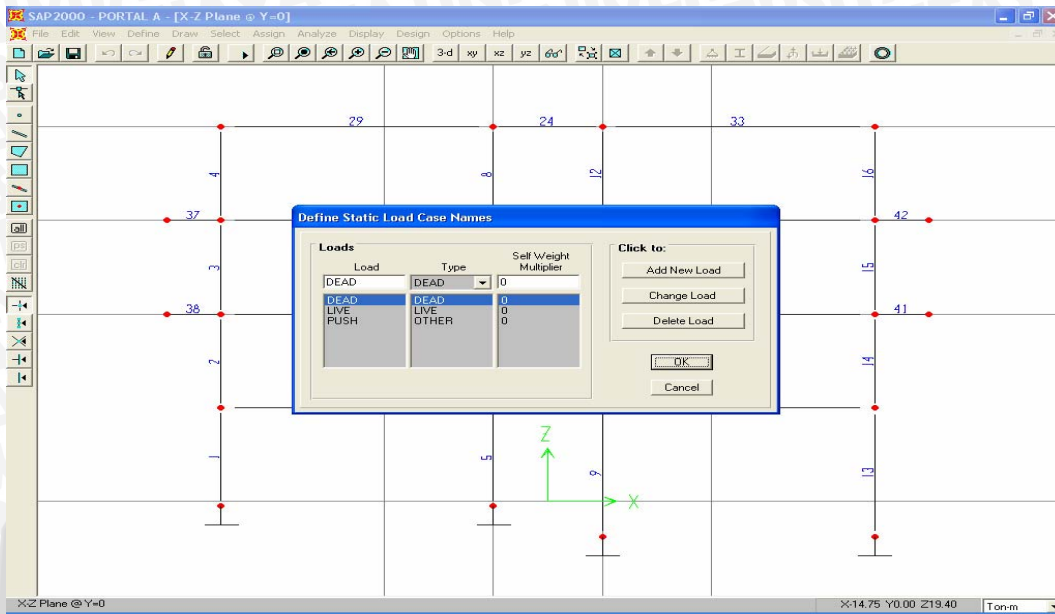 SAP2000 - PORTAL A - [X-Z Plane @ Y=0]
File Edit View Define Draw Select Assign Analyze Display Design Options Help
3-d xy xz yz
all
ps
clr
29 24 33
4 8 12 16
37 42
3 15
38 41
2 14
1 5 9 13
Z
X
Define Static Load Case Names
Loads
Load Type Self Weight Multiplier
DEAD DEAD 0
DEAD DEAD 0
LIVE LIVE 0
PUSH OTHER 0
Click to:
Add New Load
Change Load
Delete Load
OK
Cancel
X-Z Plane @ Y=0 X-14.75 Y0.00 Z19.40 Ton-m